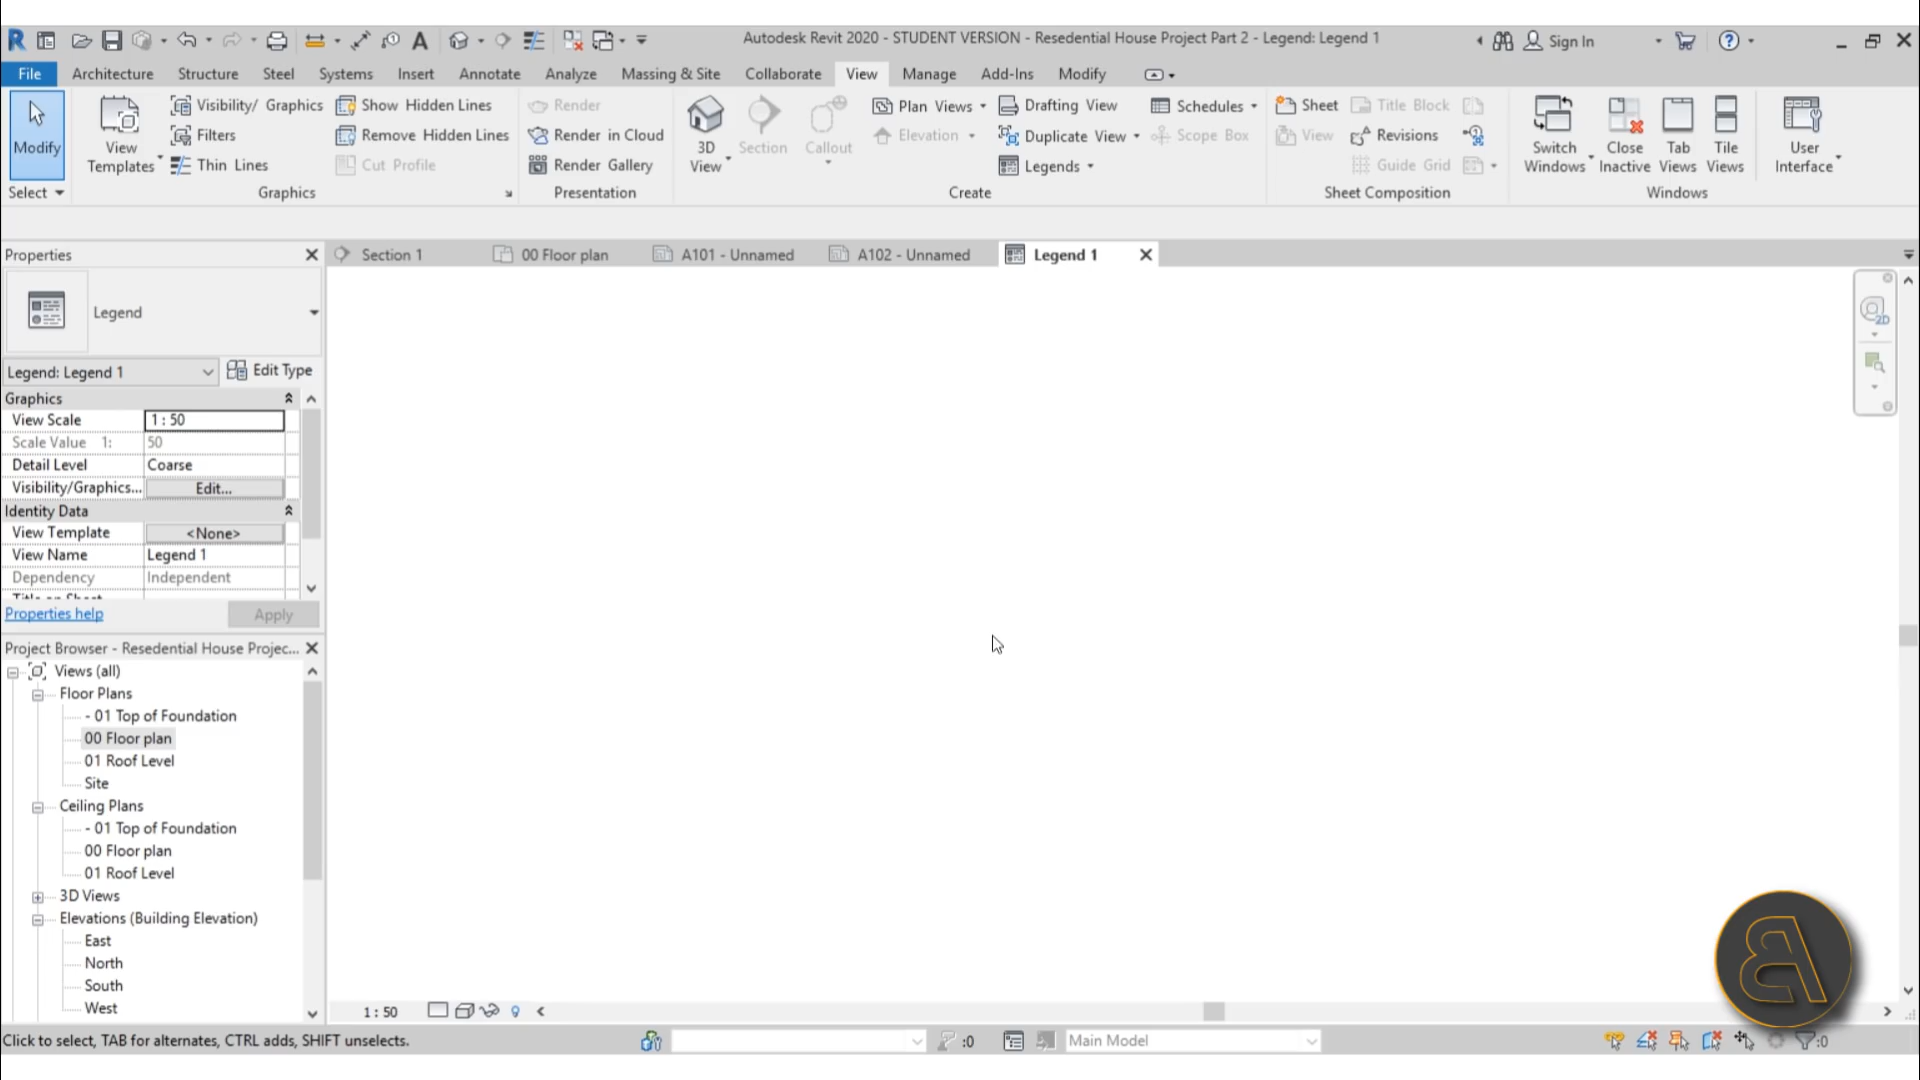 Autodesk Revit 2020 - STUDENT VERSION - Resedential House Project Part 2 - Legend: Legend 1
Sign In
File Architecture Structure Steel Systems Insert Annotate Analyze Massing & Site Collaborate View Manage Add-Ins Modify
Modify
Select
View Templates
Visibility/ Graphics
Filters
Thin Lines
Show Hidden Lines
Remove Hidden Lines
Cut Profile
Graphics
Render
Render in Cloud
Render Gallery
Presentation
3D View
Section
Callout
Plan Views
Elevation
Drafting View
Duplicate View
Legends
Schedules
Scope Box
Create
Sheet
View
Title Block
Revisions
Guide Grid
Sheet Composition
Switch Windows
Close Inactive
Tab Views
Tile Views
Windows
User Interface
Properties
Section 1
00 Floor plan
A101 - Unnamed
A102 - Unnamed
Legend 1
2D
Legend
Legend: Legend 1
Edit Type
Graphics
View Scale 1 : 50
Scale Value 1: 50
Detail Level Coarse
Visibility/Graphics... Edit...
Identity Data
View Template <None>
View Name Legend 1
Dependency Independent
Title on Sheet
Properties help
Apply
Project Browser - Resedential House Projec...
Views (all)
Floor Plans
- 01 Top of Foundation
00 Floor plan
01 Roof Level
Site
Ceiling Plans
- 01 Top of Foundation
00 Floor plan
01 Roof Level
3D Views
Elevations (Building Elevation)
East
North
South
West
1 : 50
Click to select, TAB for alternates, CTRL adds, SHIFT unselects.
:0
Main Model
:0